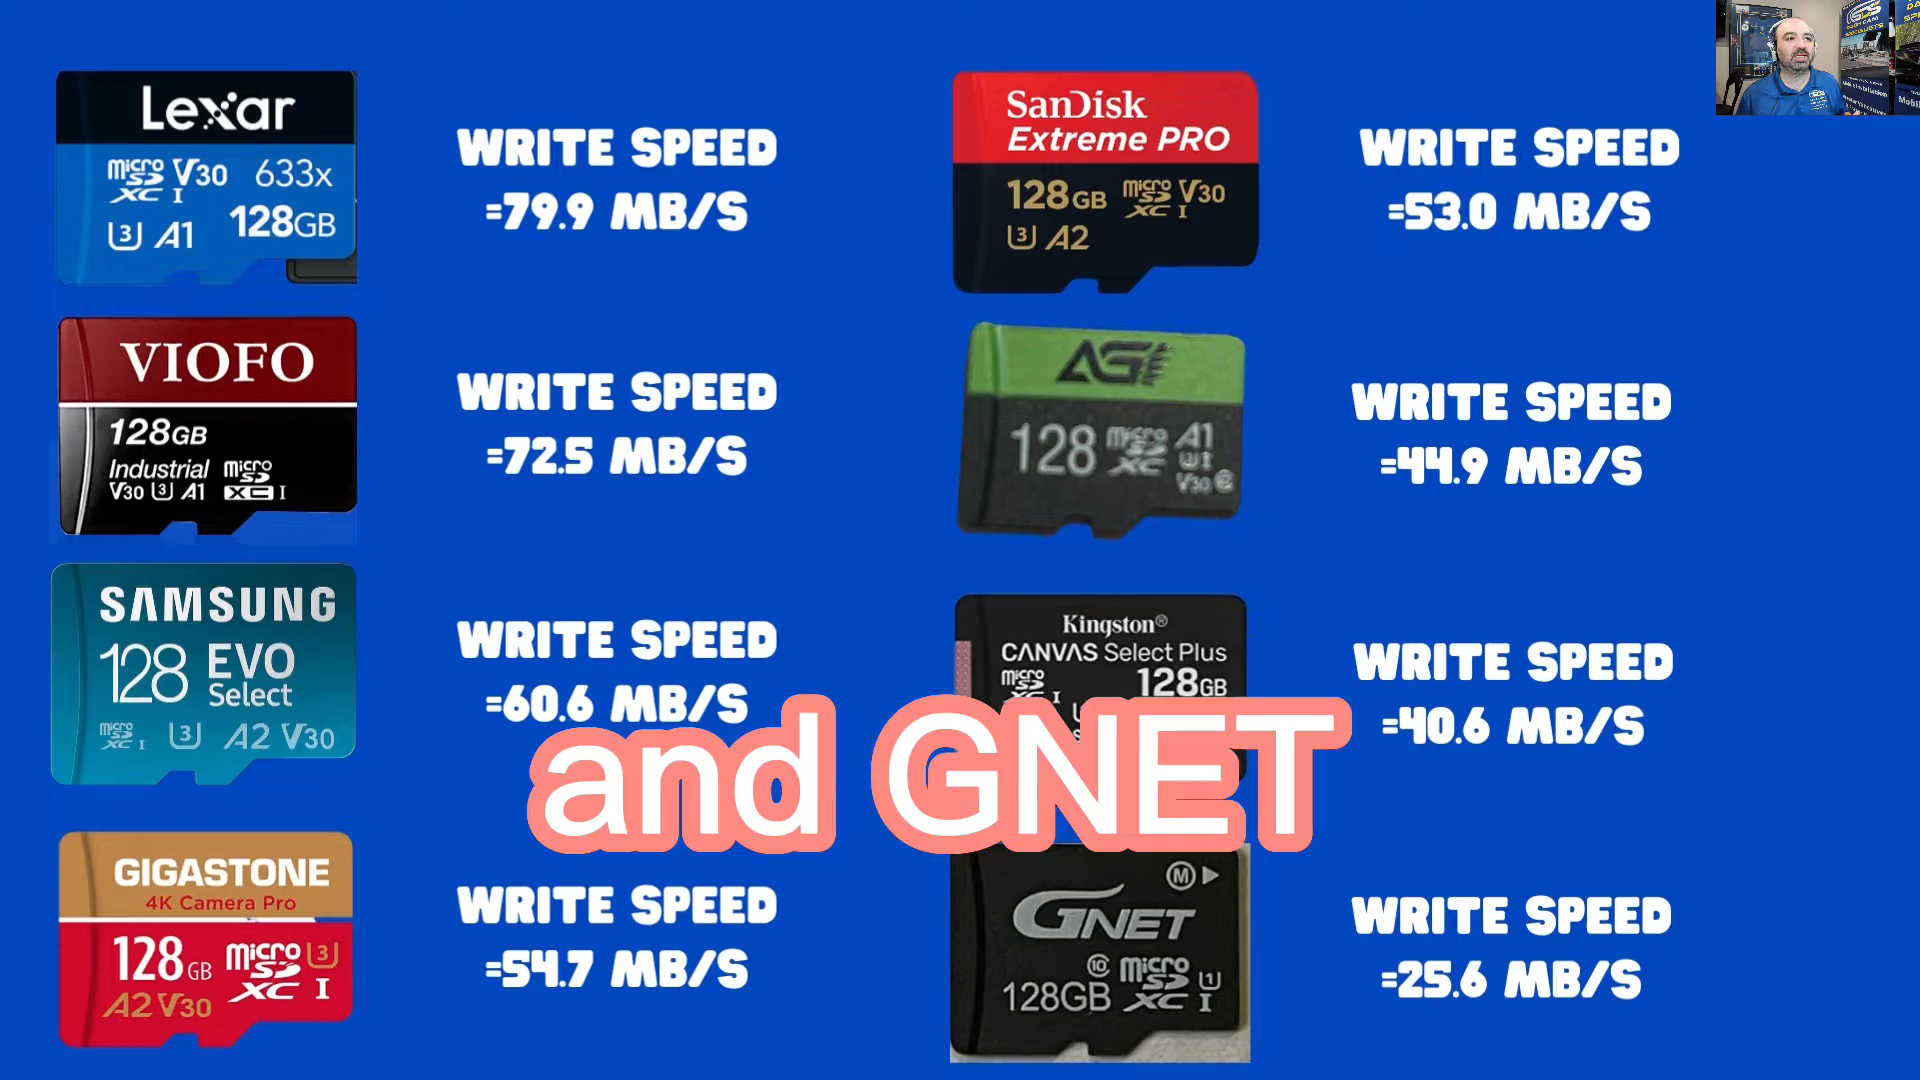 Lexar
micro SD XC I V30 633x
U3 A1 128GB
WRITE SPEED
=79.9 MB/S
VIOFO
128GB
Industrial micro SD
V30 U3 A1 XC I
WRITE SPEED
=72.5 MB/S
SAMSUNG
128 EVO
Select
micro SD XC I U3 A2 V30
WRITE SPEED
=60.6 MB/S
GIGASTONE
4K Camera Pro
128GB micro SD XC I U3
A2 V30
WRITE SPEED
=54.7 MB/S
SanDisk
Extreme PRO
128GB micro SD XC I V30
U3 A2
WRITE SPEED
=53.0 MB/S
AGI
128 micro SD XC A1
U3 I
V30 10
WRITE SPEED
=44.9 MB/S
Kingston®
CANVAS Select Plus
micro SD XC I 128GB
WRITE SPEED
=40.6 MB/S
and GNET
M
GNET
10 micro SD XC I U1
128GB
WRITE SPEED
=25.6 MB/S